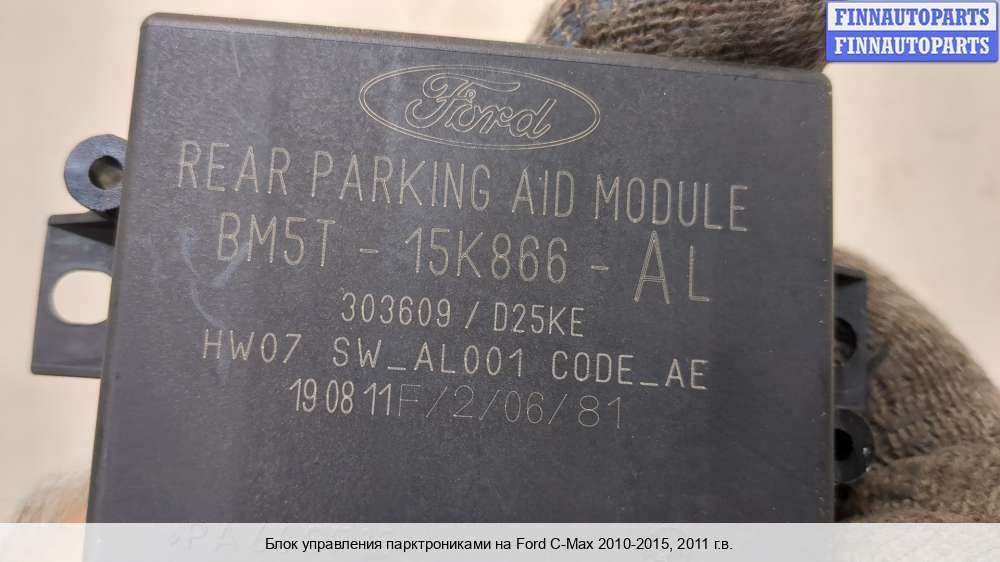 FINNAUTOPARTS
FINNAUTOPARTS
Ford
REAR PARKING AID MODULE
BM5T - 15K866 - AL
303609 / D25KE
HW07 SW_AL001 CODE_AE
19 08 11F/2/06/81
Блок управления парктрониками на Ford C-Max 2010-2015, 2011 г.в.